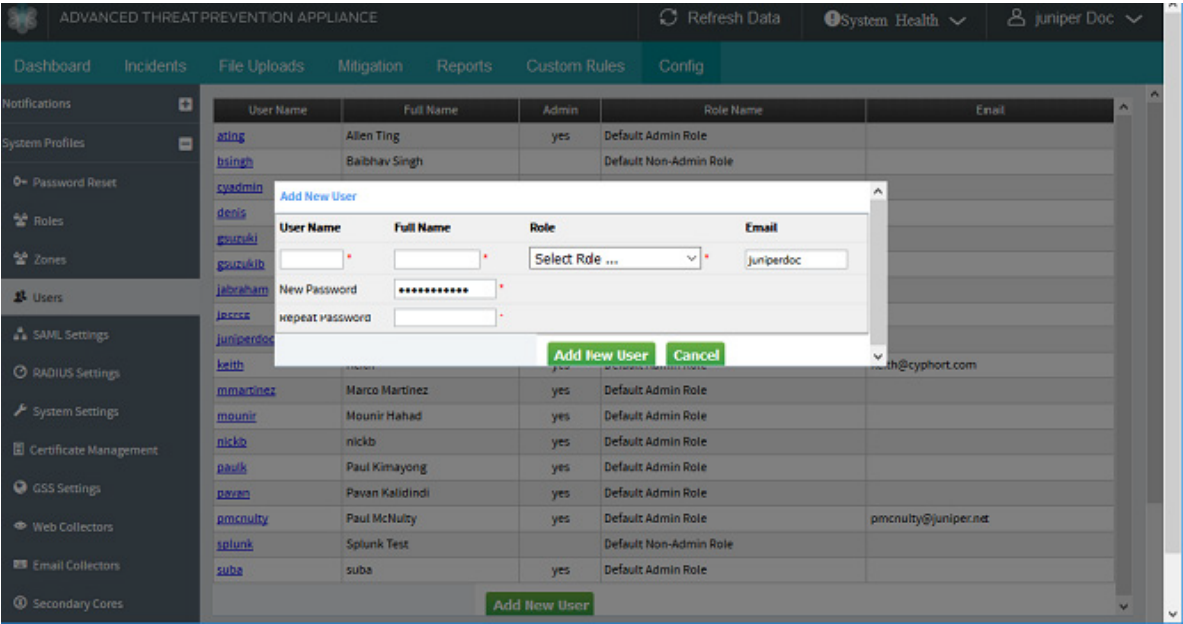 ADVANCED THREAT PREVENTION APPLIANCE Refresh Data System Health juniper Doc
Dashboard Incidents File Uploads Mitigation Reports Custom Rules Config
Notifications
System Profiles
Password Reset
Roles
Zones
Users
SAML Settings
RADIUS Settings
System Settings
Certificate Management
GSS Settings
Web Collectors
Email Collectors
Secondary Cores
User Name Full Name Admin Role Name Email
ating Allen Ting yes Default Admin Role
bsingh Baibhav Singh Default Non-Admin Role
cyadmin
denis
gsuzuki
gsuzukib
jabraham
juniperdoc
Add New User
User Name Full Name Role Email
* * Select Role ... * juniperdoc
New Password ••••••••••• *
Repeat Password *
Add New User Cancel
keith yes Default Admin Role keith@cyphort.com
mmartinez Marco Martinez yes Default Admin Role
mounir Mounir Hahad yes Default Admin Role
nickb nickb yes Default Admin Role
paulk Paul Kimayong yes Default Admin Role
pavan Pavan Kalidindi yes Default Admin Role
pmcnulty Paul McNulty yes Default Admin Role pmcnulty@juniper.net
splunk Splunk Test Default Non-Admin Role
suba suba yes Default Admin Role
Add New User